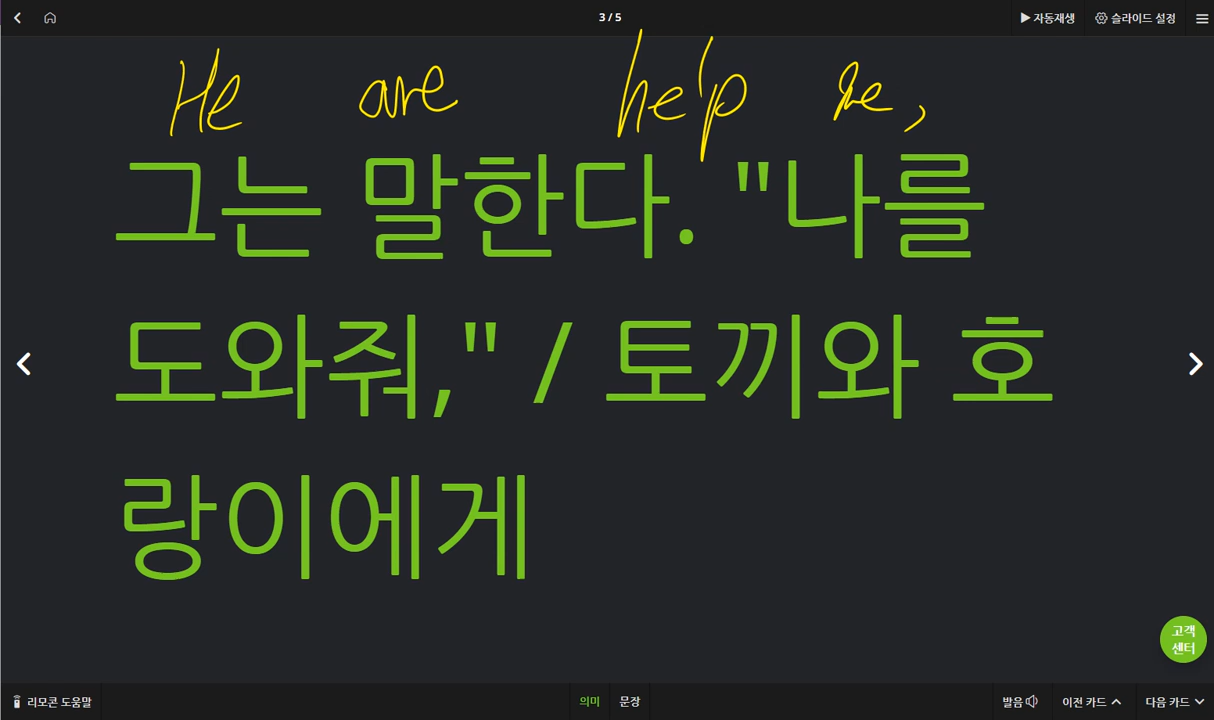 3 / 5
자동재생
슬라이드 설정
He are help he,
그는 말한다. "나를
도와줘," / 토끼와 호
랑이에게
고객
센터
리모콘 도움말
의미
문장
발음
이전 카드
다음 카드